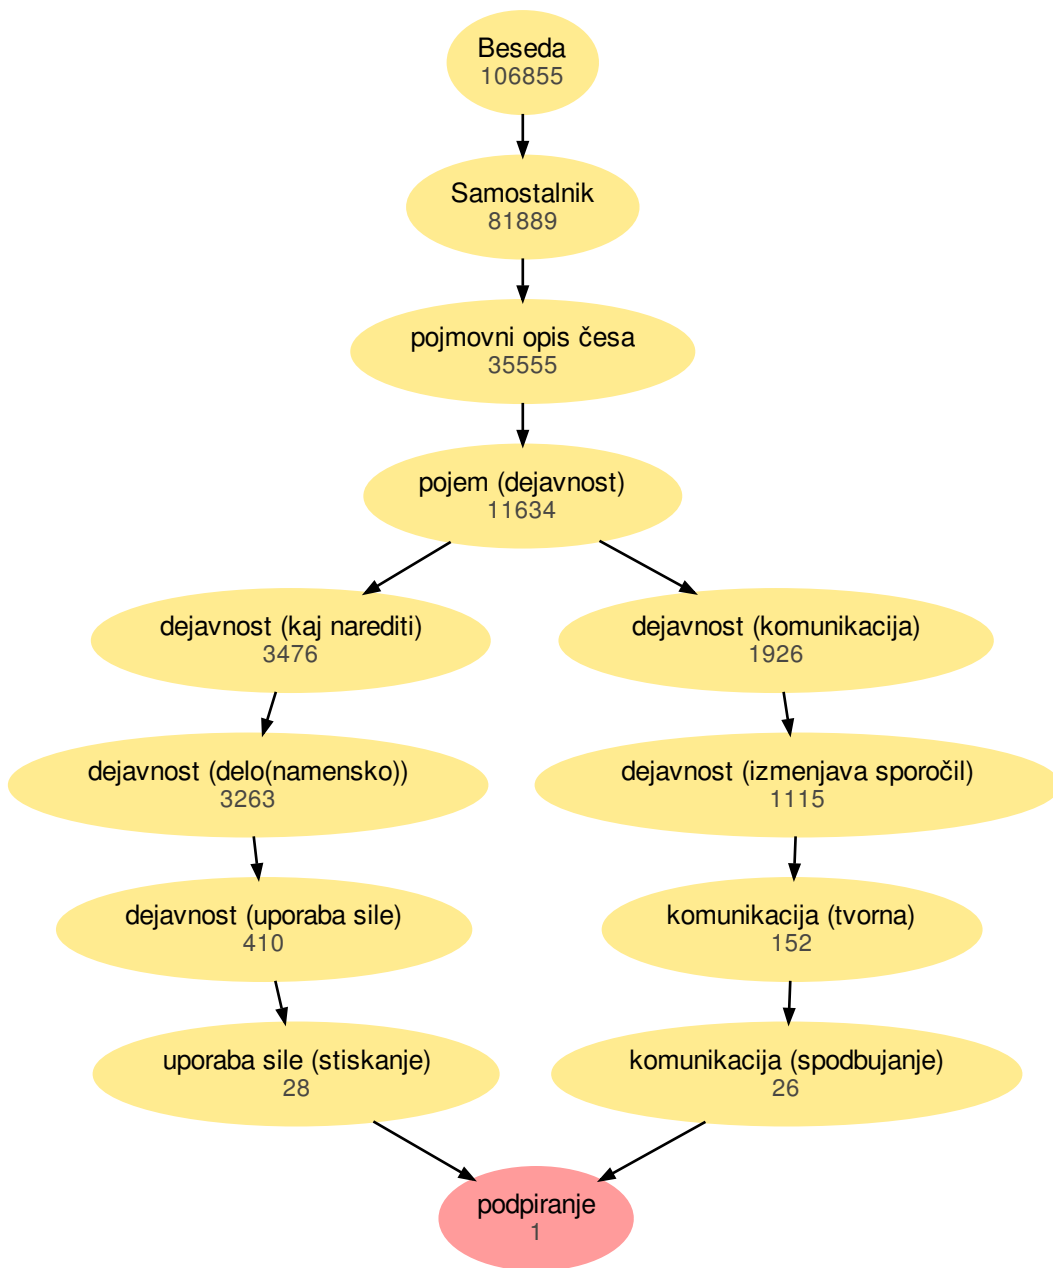 Beseda
106855
Samostalnik
81889
pojmovni opis česa
35555
pojem (dejavnost)
11634
dejavnost (kaj narediti)
3476
dejavnost (komunikacija)
1926
dejavnost (delo(namensko))
3263
dejavnost (izmenjava sporočil)
1115
dejavnost (uporaba sile)
410
komunikacija (tvorna)
152
uporaba sile (stiskanje)
28
komunikacija (spodbujanje)
26
podpiranje
1